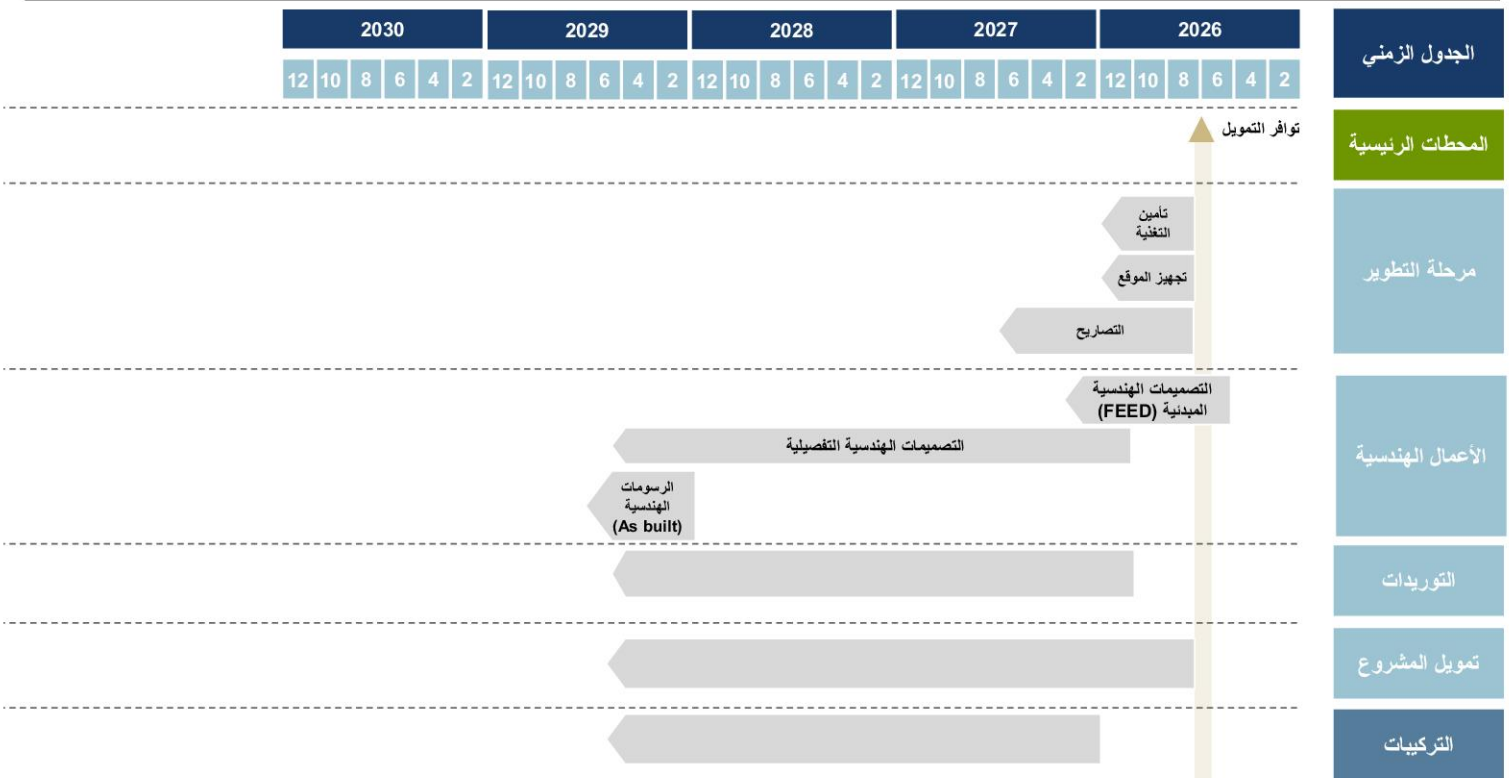 الجدول الزمني
2026 2027 2028 2029 2030
2 4 6 8 10 12 2 4 6 8 10 12 2 4 6 8 10 12 2 4 6 8 10 12 2 4 6 8 10 12
المحطات الرئيسية
توافر التمويل
مرحلة التطوير
تأمين
التغذية
تجهيز الموقع
التصاريح
الأعمال الهندسية
التصميمات الهندسية
المبدئية (FEED)
التصميمات الهندسية التفصيلية
الرسومات
الهندسية
(As built)
التوريدات
تمويل المشروع
التركيبات